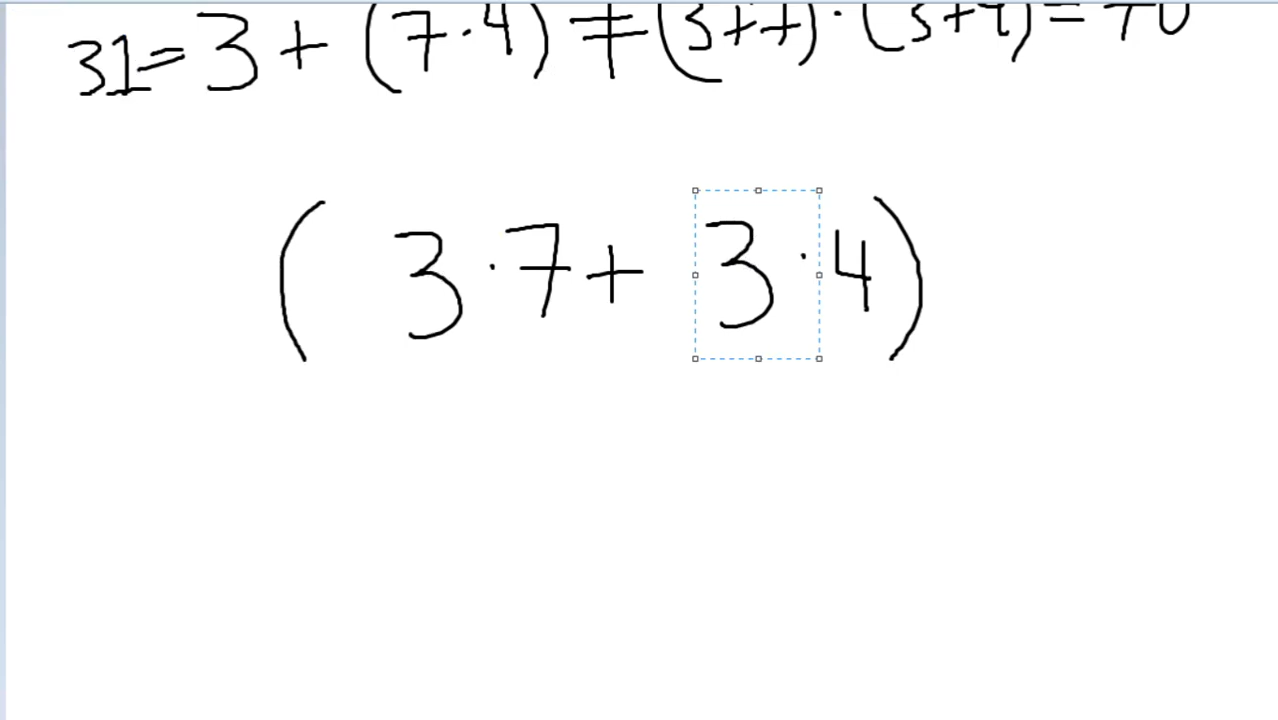 31 = 3 + (7 · 4) ≠ (3+7) · (3+4) = 70
( 3 · 7 + 3 · 4 )